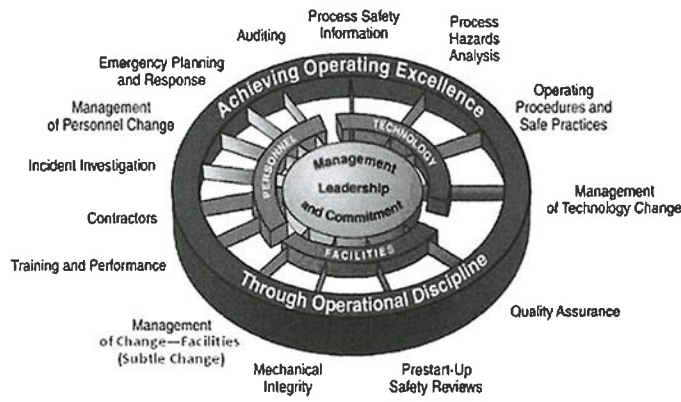 Process Safety
Information
Process
Hazards
Analysis
Operating
Procedures and
Safe Practices
Management
of Technology Change
Quality Assurance
Prestart-Up
Safety Reviews
Mechanical
Integrity
Management
of Change—Facilities
(Subtle Change)
Training and Performance
Contractors
Incident Investigation
Management
of Personnel Change
Emergency Planning
and Response
Auditing
Achieving Operating Excellence
Through Operational Discipline
PERSONNEL
TECHNOLOGY
FACILITIES
Management
Leadership
and Commitment